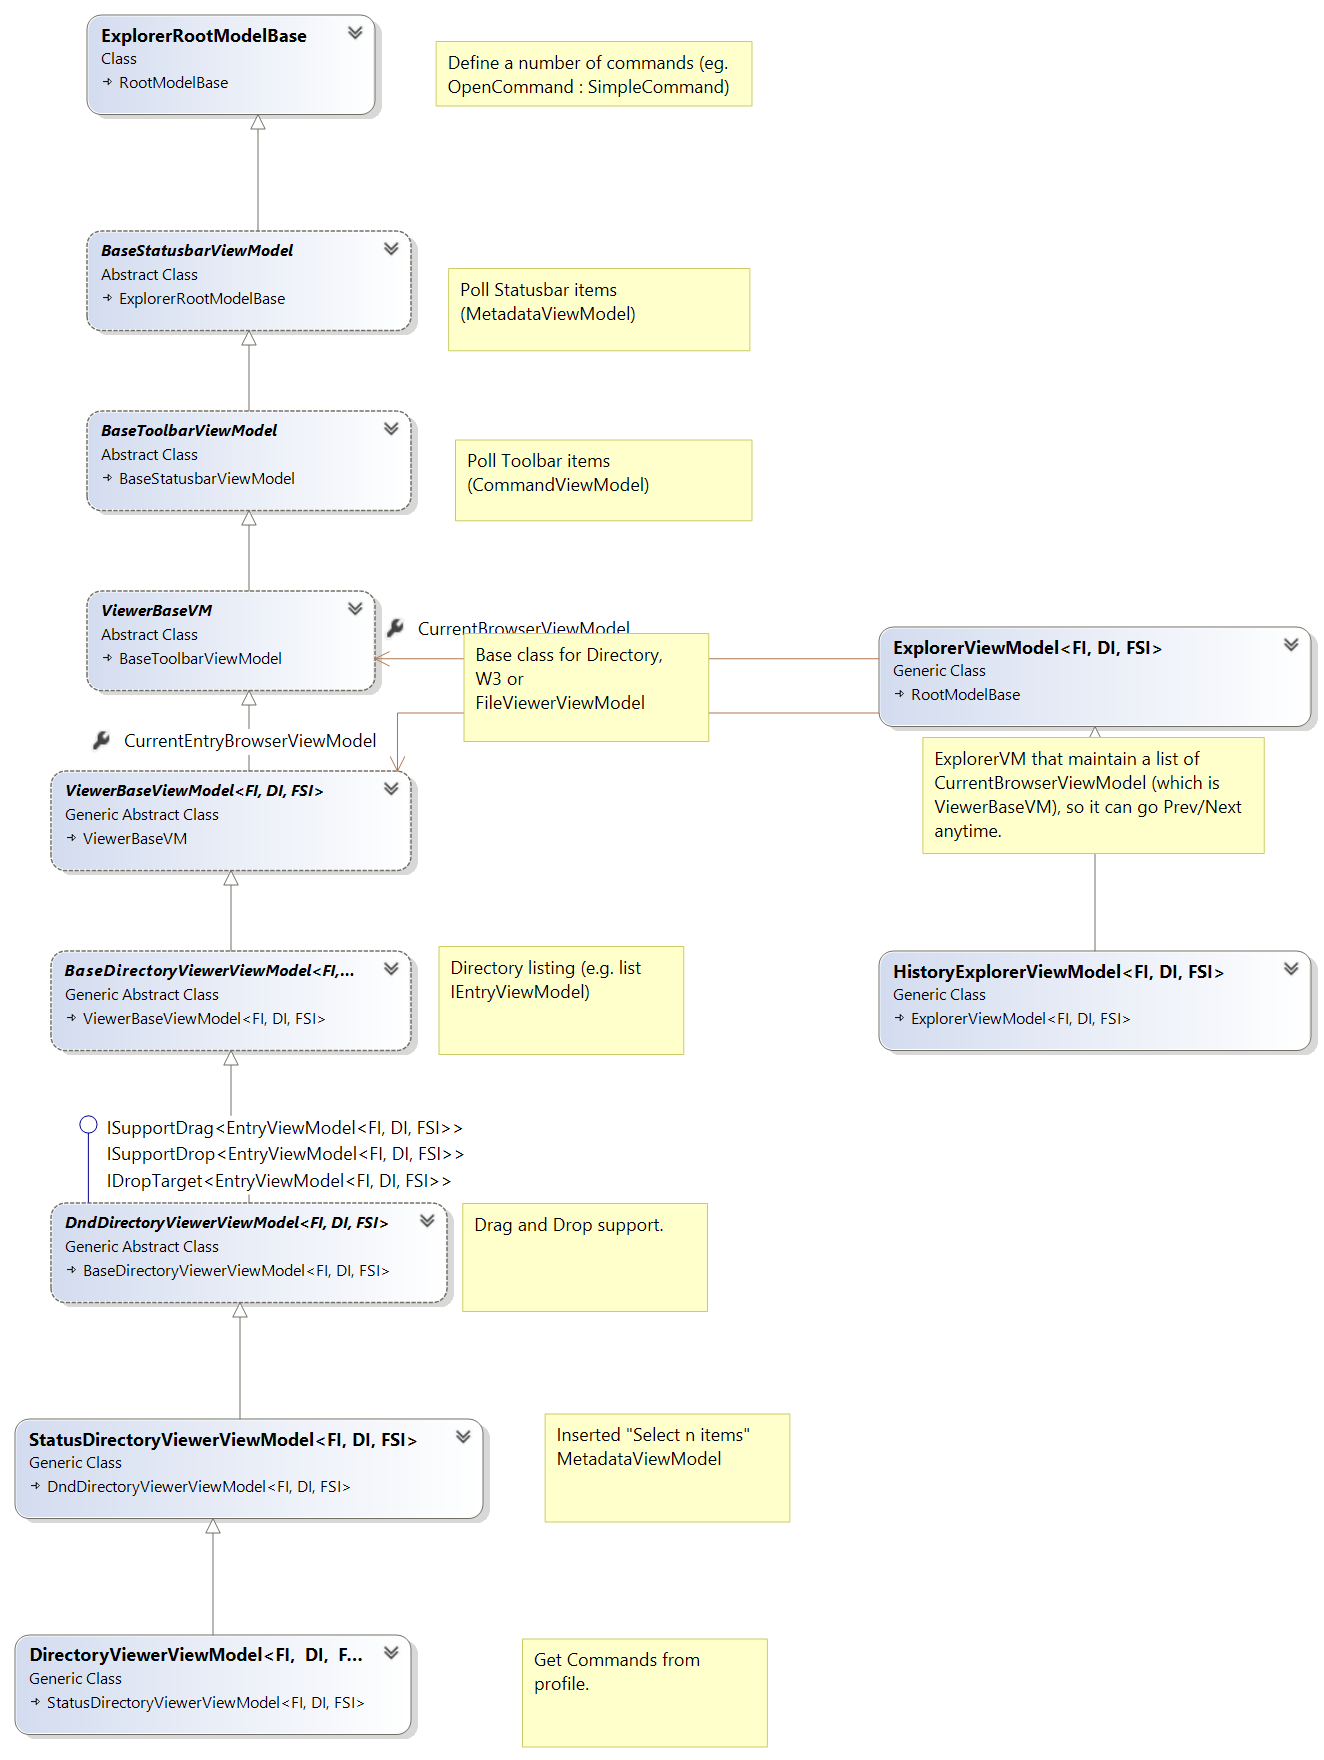 ExplorerRootModelBase
Class
RootModelBase
Define a number of commands (eg.
OpenCommand : SimpleCommand)
BaseStatusbarViewModel
Abstract Class
ExplorerRootModelBase
Poll Statusbar items
(MetadataViewModel)
BaseToolbarViewModel
Abstract Class
BaseStatusbarViewModel
Poll Toolbar items
(CommandViewModel)
ViewerBaseVM
Abstract Class
BaseToolbarViewModel
CurrentBrowserViewModel
Base class for Directory,
W3 or
FileViewerViewModel
ExplorerViewModel<FI, DI, FSI>
Generic Class
RootModelBase
CurrentEntryBrowserViewModel
ExplorerVM that maintain a list of
CurrentBrowserViewModel (which is
ViewerBaseVM), so it can go Prev/Next
anytime.
ViewerBaseViewModel<FI, DI, FSI>
Generic Abstract Class
ViewerBaseVM
BaseDirectoryViewerViewModel<FI,...
Generic Abstract Class
ViewerBaseViewModel<FI, DI, FSI>
Directory listing (e.g. list
IEntryViewModel)
HistoryExplorerViewModel<FI, DI, FSI>
Generic Class
ExplorerViewModel<FI, DI, FSI>
ISupportDrag<EntryViewModel<FI, DI, FSI>>
ISupportDrop<EntryViewModel<FI, DI, FSI>>
IDropTarget<EntryViewModel<FI, DI, FSI>>
DndDirectoryViewerViewModel<FI, DI, FSI>
Generic Abstract Class
BaseDirectoryViewerViewModel<FI, DI, FSI>
Drag and Drop support.
StatusDirectoryViewerViewModel<FI, DI, FSI>
Generic Class
DndDirectoryViewerViewModel<FI, DI, FSI>
Inserted "Select n items"
MetadataViewModel
DirectoryViewerViewModel<FI, DI, F...
Generic Class
StatusDirectoryViewerViewModel<FI, DI, FSI>
Get Commands from
profile.